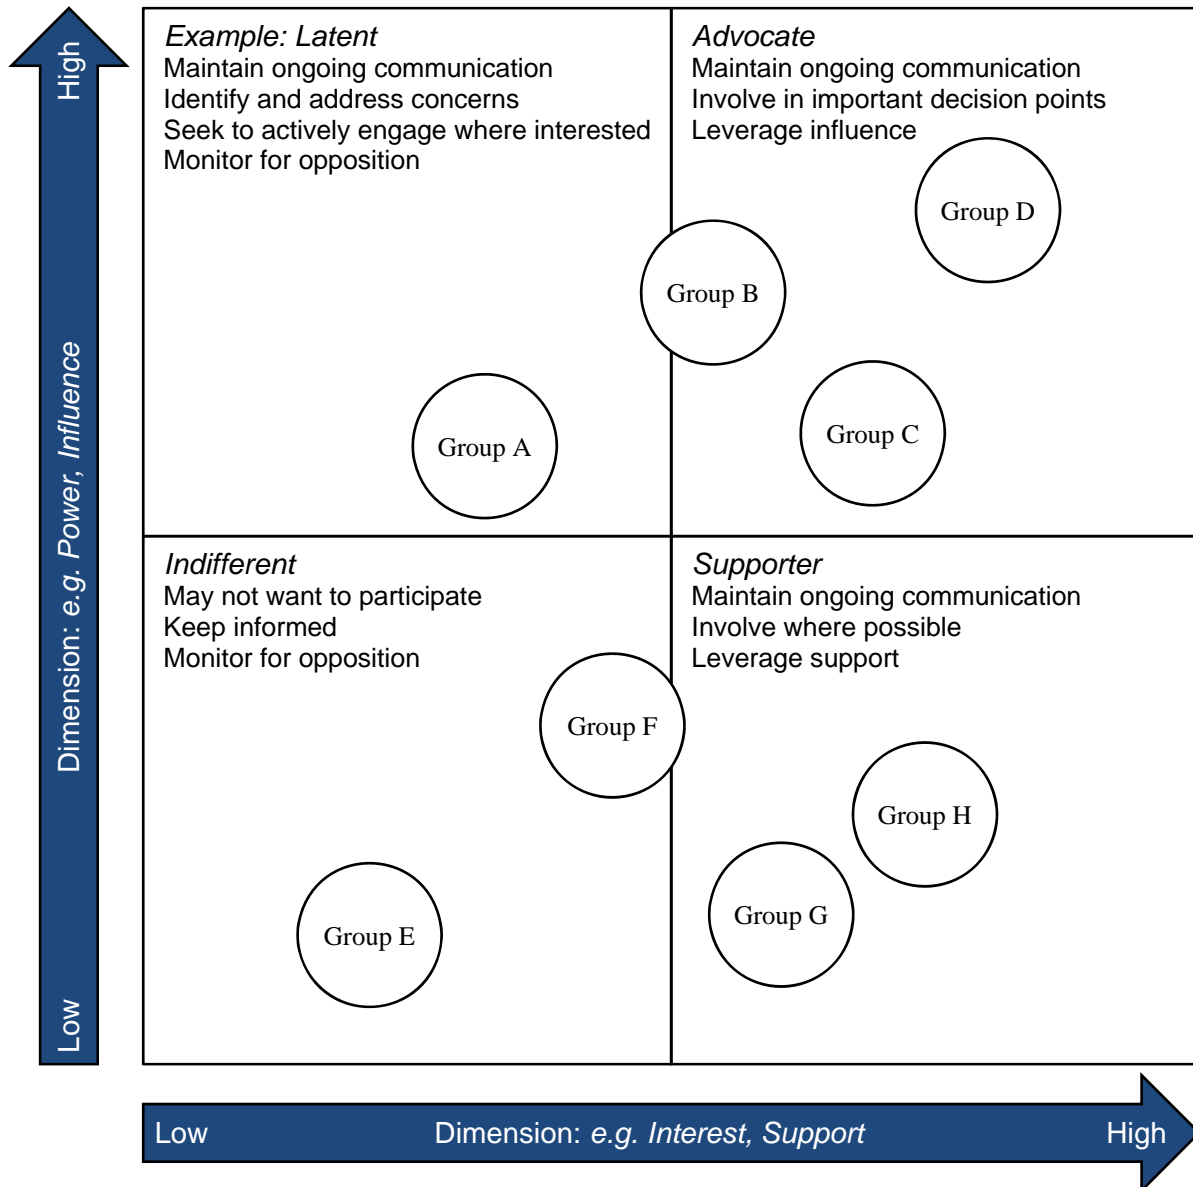 High
Dimension: e.g. Power, Influence
Low
Example: Latent
Maintain ongoing communication
Identify and address concerns
Seek to actively engage where interested
Monitor for opposition
Advocate
Maintain ongoing communication
Involve in important decision points
Leverage influence
Group D
Group B
Group C
Group A
Indifferent
May not want to participate
Keep informed
Monitor for opposition
Supporter
Maintain ongoing communication
Involve where possible
Leverage support
Group F
Group H
Group G
Group E
Low
Dimension: e.g. Interest, Support
High